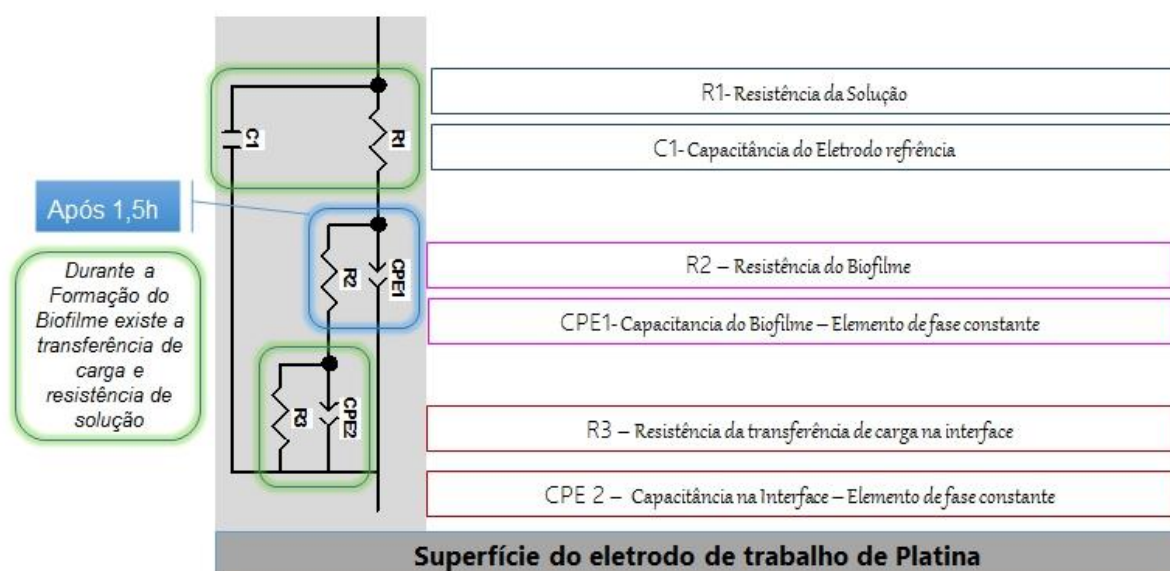 R1- Resistência da Solução
C1
R1
C1- Capacitância do Eletrodo refrência
Após 1,5h
Durante a
Formação do
Biofilme existe a
transferência de
carga e
resistência de
solução
R2
CPE1
R2 – Resistência do Biofilme
CPE1- Capacitancia do Biofilme – Elemento de fase constante
R3
CPE2
R3 – Resistência da transferência de carga na interface
CPE 2 – Capacitância na Interface – Elemento de fase constante
Superfície do eletrodo de trabalho de Platina